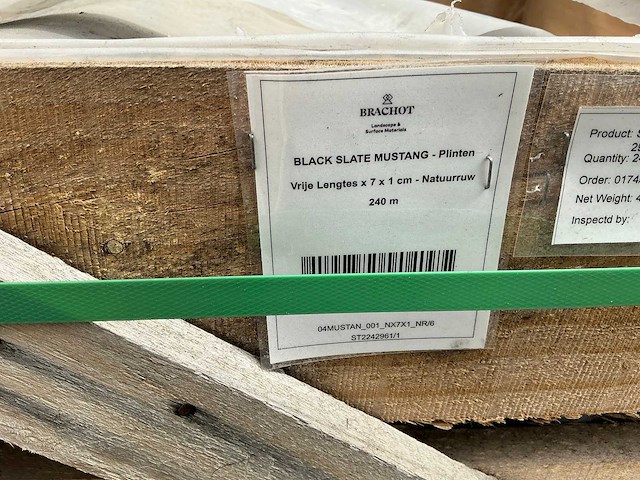 BRACHOT
Landscape &
Surface Materials
BLACK SLATE MUSTANG - Plinten
Vrije Lengtes x 7 x 1 cm - Natuurruw
240 m
04MUSTAN_001_NX7X1_NR/6
ST2242961/1
Product:
Quantity:
Order:
Net Weight:
Inspectd by: